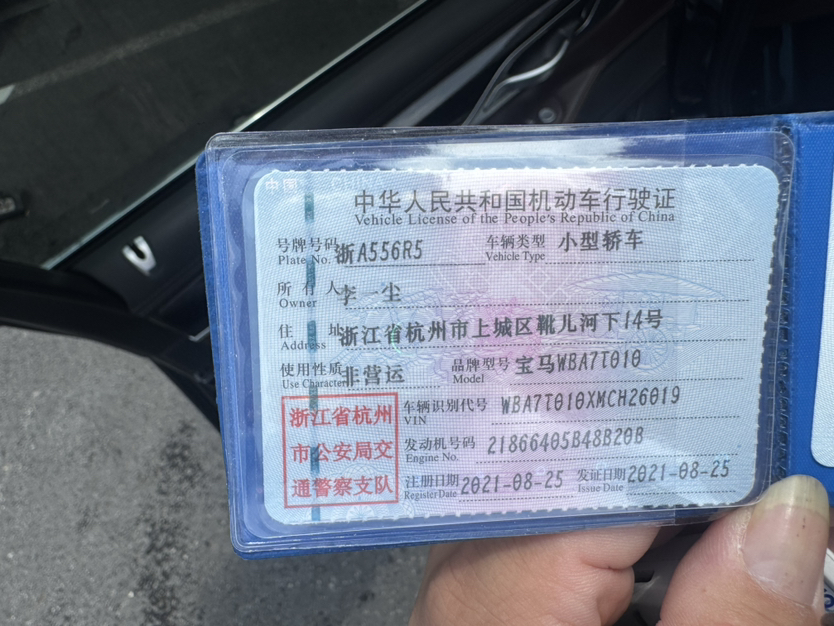 中国 CHINA
中华人民共和国机动车行驶证
Vehicle License of the People's Republic of China
号牌号码 浙A556R5 车辆类型 小型轿车
Plate No. Vehicle Type
所有人 李一尘
Owner
住址 浙江省杭州市上城区靴儿河下14号
Address
使用性质 非营运 品牌型号 宝马WBA7T010
Use Character Model
浙江省杭州
市公安局交
通警察支队
车辆识别代号 WBA7T010XMCH26019
VIN
发动机号码 21866405B48B20B
Engine No.
注册日期 2021-08-25 发证日期 2021-08-25
Register Date Issue Date